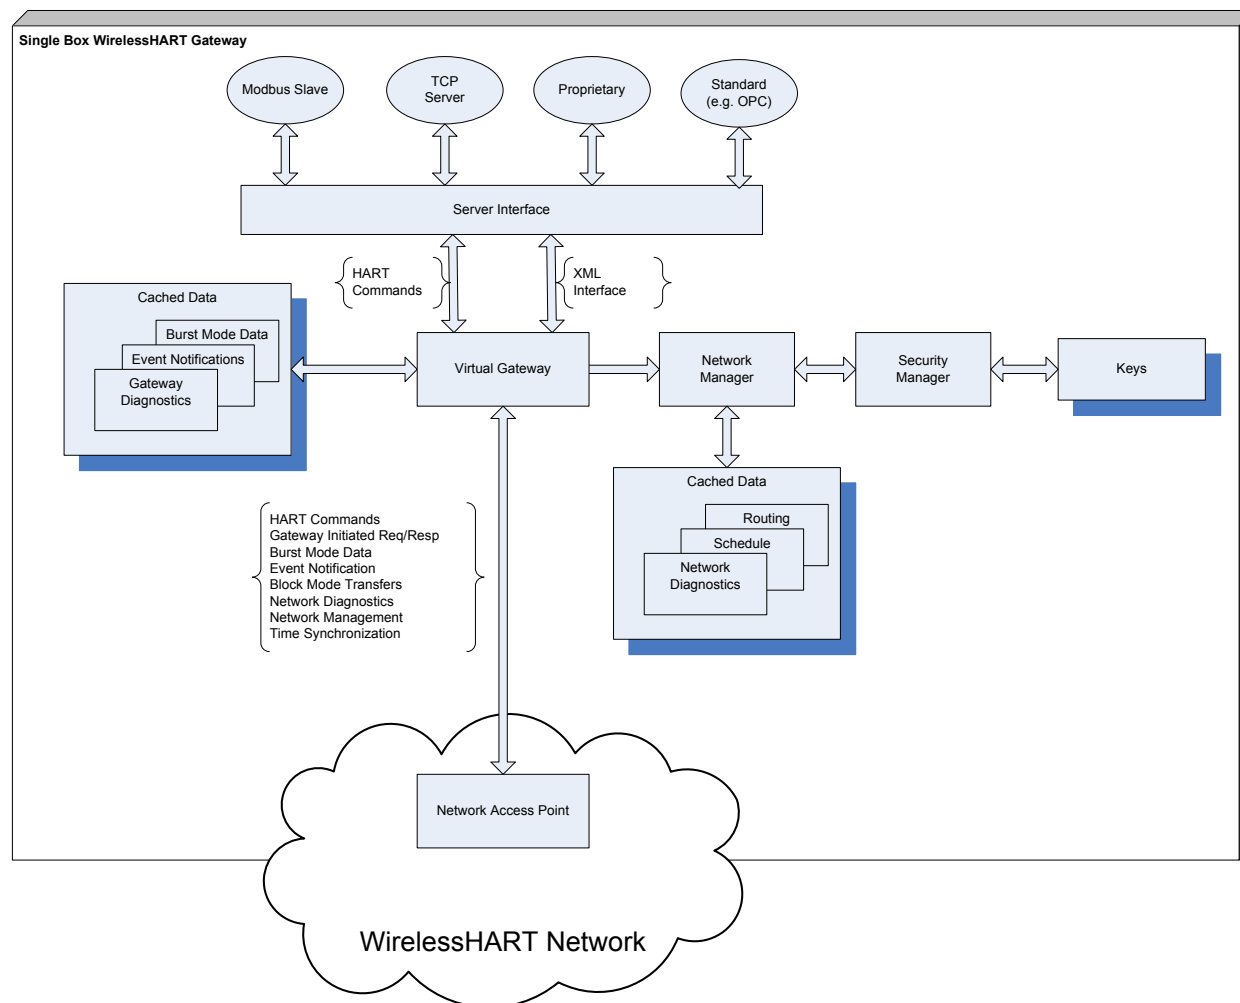 Single Box WirelessHART Gateway
Modbus Slave
TCP
Server
Proprietary
Standard
(e.g. OPC)
Server Interface
HART
Commands
XML
Interface
Cached Data
Burst Mode Data
Event Notifications
Gateway
Diagnostics
Virtual Gateway
Network
Manager
Security
Manager
Keys
Cached Data
Routing
Schedule
Network
Diagnostics
HART Commands
Gateway Initiated Req/Resp
Burst Mode Data
Event Notification
Block Mode Transfers
Network Diagnostics
Network Management
Time Synchronization
Network Access Point
WirelessHART Network